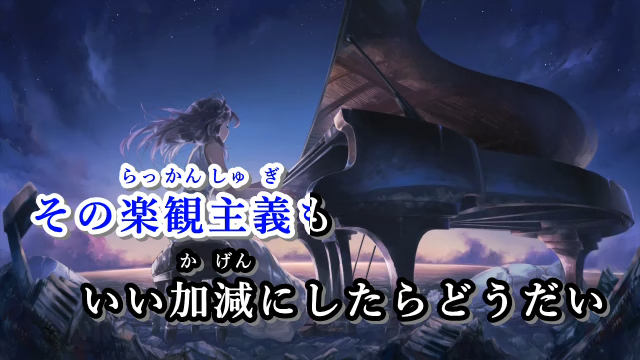 らっかんしゅ ぎ
その楽観主義も
か げん
いい加減にしたらどうだい